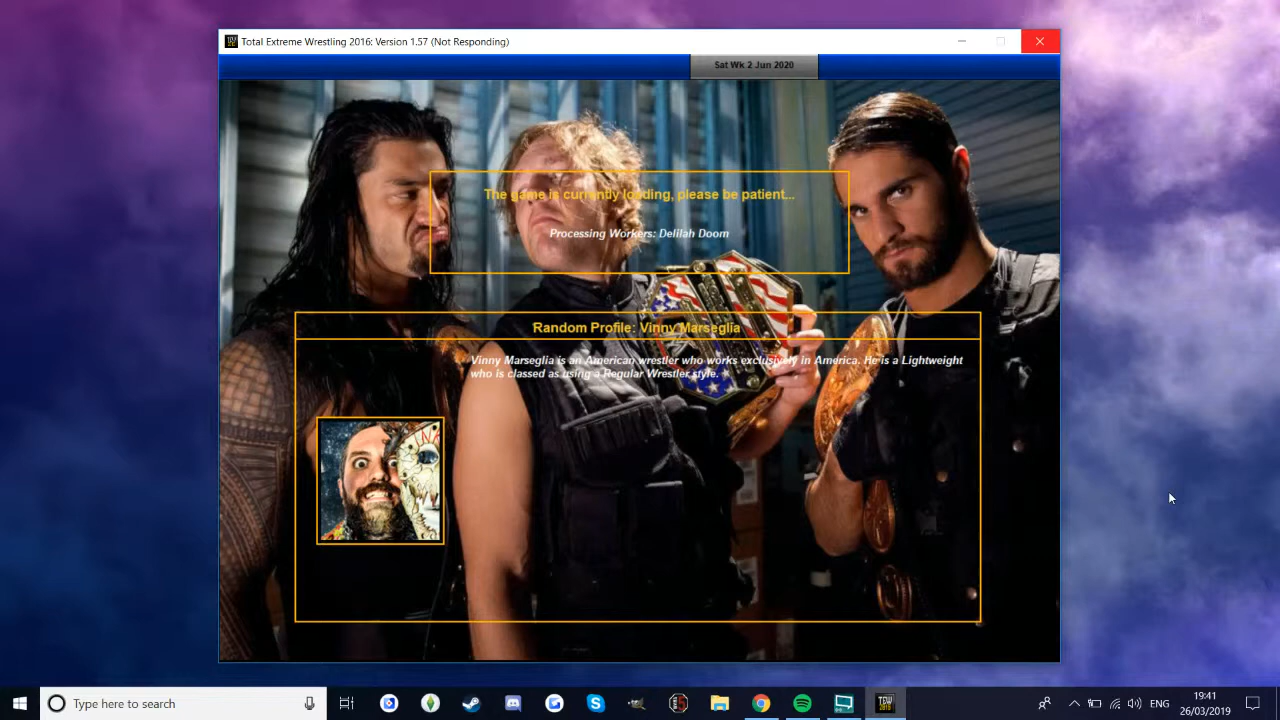 Total Extreme Wrestling 2016: Version 1.57 (Not Responding)
Sat Wk 2 Jun 2020
The game is currently loading, please be patient...
Processing Workers: Delilah Doom
Random Profile: Vinny Marseglia
Vinny Marseglia is an American wrestler who works exclusively in America. He is a Lightweight
who is classed as using a Regular Wrestler style.
Type here to search
ENG
19:41
26/03/2019